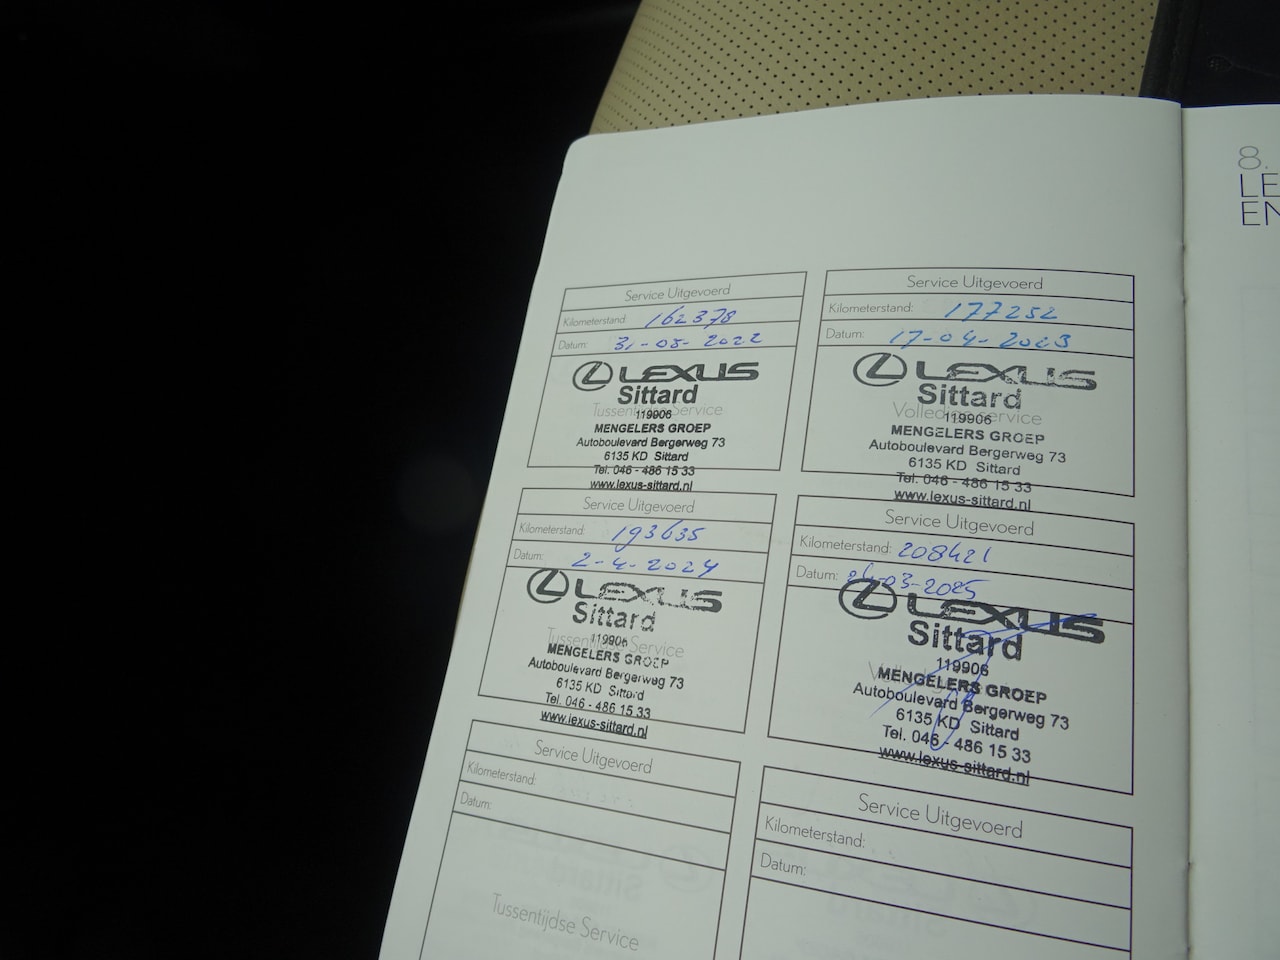 Service Uitgevoerd
Kilometerstand: 162378
Datum: 31-03-2022
LEXUS
Sittard
Tussentijdse Service
119906
MENGELERS GROEP
Autoboulevard Bergerweg 73
6135 KD Sittard
Tel. 046 - 486 15 33
www.lexus-sittard.nl
Service Uitgevoerd
Kilometerstand: 177252
Datum: 17-04-2023
LEXUS
Sittard
Volledige service
119906
MENGELERS GROEP
Autoboulevard Bergerweg 73
6135 KD Sittard
Tel. 046 - 486 15 33
www.lexus-sittard.nl
Service Uitgevoerd
Kilometerstand: 193635
Datum: 2-4-2024
LEXUS
Sittard
Tussentijdse Service
119906
MENGELERS GROEP
Autoboulevard Bergerweg 73
6135 KD Sittard
Tel. 046 - 486 15 33
www.lexus-sittard.nl
Service Uitgevoerd
Kilometerstand: 208421
Datum: -03-2025
LEXUS
Sittard
119906
MENGELERS GROEP
Autoboulevard Bergerweg 73
6135 KD Sittard
Tel. 046 - 486 15 33
www.lexus-sittard.nl
Service Uitgevoerd
Kilometerstand:
Datum:
Tussentijdse Service
Service Uitgevoerd
Kilometerstand:
Datum:
8.
LE
EN